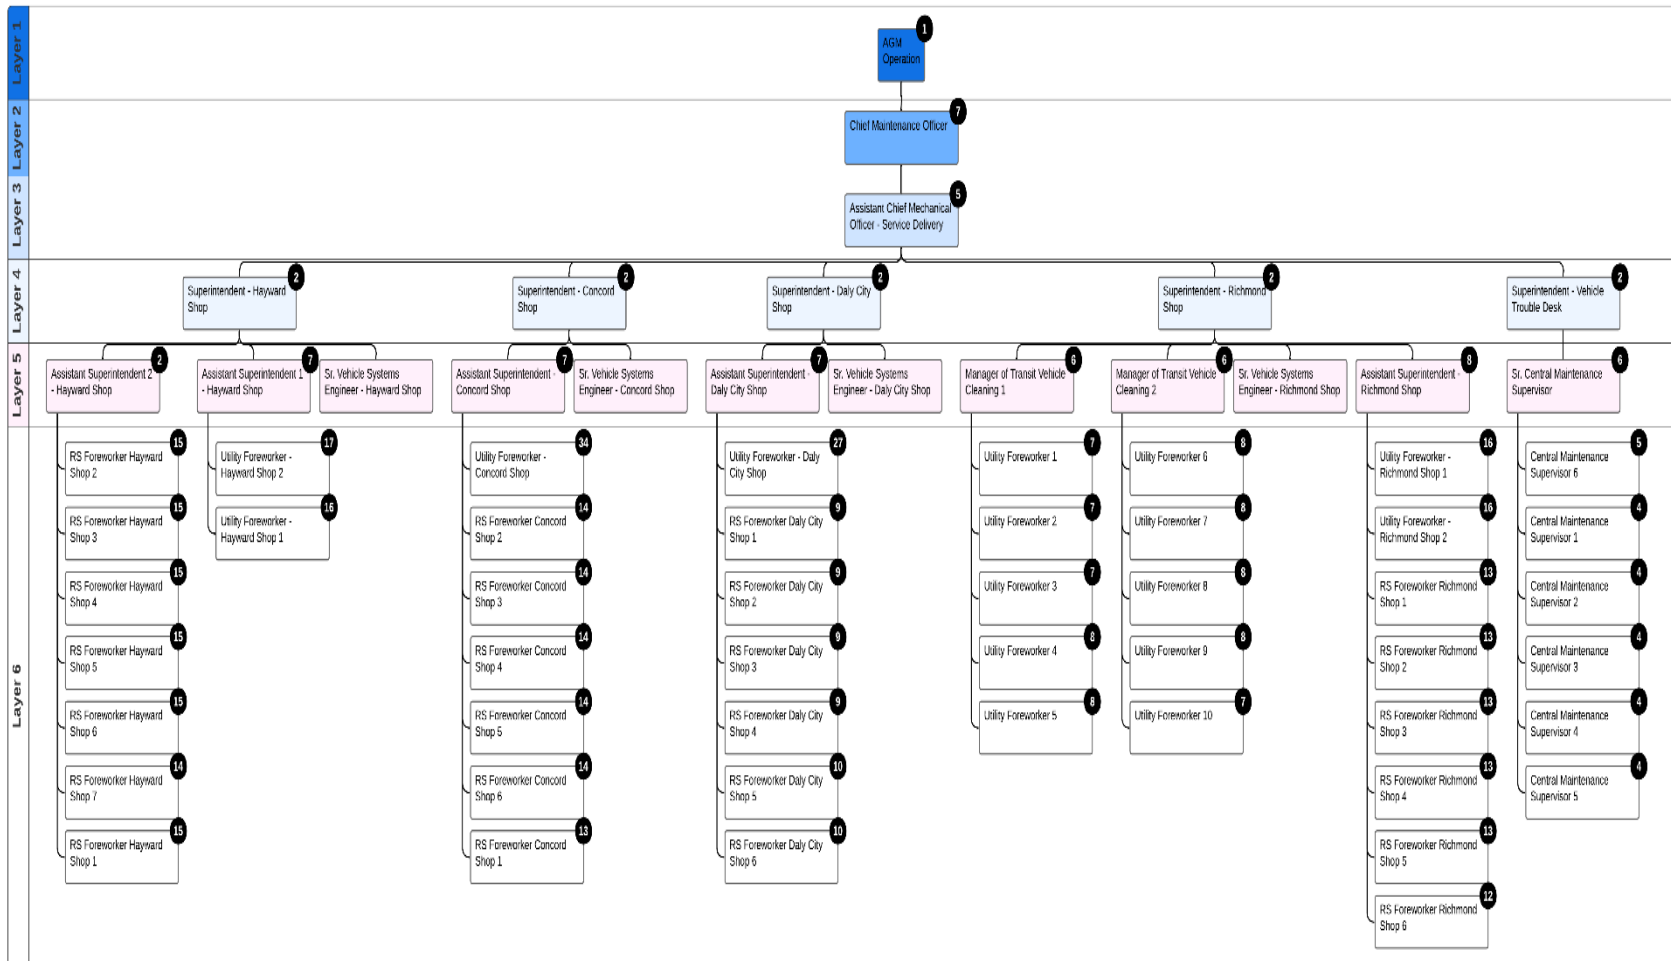 Layer 1
1
AGM
Operation
Layer 2
7
Chief Maintenance Officer
Layer 3
5
Assistant Chief Mechanical
Officer - Service Delivery
Layer 4
2
Superintendent - Hayward
Shop
2
Superintendent - Concord
Shop
2
Superintendent - Daly City
Shop
2
Superintendent - Richmond
Shop
2
Superintendent - Vehicle
Trouble Desk
Layer 5
2
Assistant Superintendent 2
- Hayward Shop
7
Assistant Superintendent 1
- Hayward Shop
Sr. Vehicle Systems
Engineer - Hayward Shop
7
Assistant Superintendent -
Concord Shop
Sr. Vehicle Systems
Engineer - Concord Shop
7
Assistant Superintendent -
Daly City Shop
Sr. Vehicle Systems
Engineer - Daly City Shop
6
Manager of Transit Vehicle
Cleaning 1
6
Manager of Transit Vehicle
Cleaning 2
Sr. Vehicle Systems
Engineer - Richmond Shop
8
Assistant Superintendent -
Richmond Shop
6
Sr. Central Maintenance
Supervisor
Layer 6
15
RS Foreworker Hayward
Shop 2
15
RS Foreworker Hayward
Shop 3
15
RS Foreworker Hayward
Shop 4
15
RS Foreworker Hayward
Shop 5
15
RS Foreworker Hayward
Shop 6
14
RS Foreworker Hayward
Shop 7
15
RS Foreworker Hayward
Shop 1
17
Utility Foreworker -
Hayward Shop 2
16
Utility Foreworker -
Hayward Shop 1
34
Utility Foreworker -
Concord Shop
14
RS Foreworker Concord
Shop 2
14
RS Foreworker Concord
Shop 3
14
RS Foreworker Concord
Shop 4
14
RS Foreworker Concord
Shop 5
14
RS Foreworker Concord
Shop 6
13
RS Foreworker Concord
Shop 1
27
Utility Foreworker - Daly
City Shop
9
RS Foreworker Daly City
Shop 1
9
RS Foreworker Daly City
Shop 2
9
RS Foreworker Daly City
Shop 3
9
RS Foreworker Daly City
Shop 4
10
RS Foreworker Daly City
Shop 5
10
RS Foreworker Daly City
Shop 6
7
Utility Foreworker 1
7
Utility Foreworker 2
7
Utility Foreworker 3
8
Utility Foreworker 4
8
Utility Foreworker 5
8
Utility Foreworker 6
8
Utility Foreworker 7
8
Utility Foreworker 8
8
Utility Foreworker 9
7
Utility Foreworker 10
16
Utility Foreworker -
Richmond Shop 1
16
Utility Foreworker -
Richmond Shop 2
13
RS Foreworker Richmond
Shop 1
13
RS Foreworker Richmond
Shop 2
13
RS Foreworker Richmond
Shop 3
13
RS Foreworker Richmond
Shop 4
13
RS Foreworker Richmond
Shop 5
12
RS Foreworker Richmond
Shop 6
5
Central Maintenance
Supervisor 6
4
Central Maintenance
Supervisor 1
4
Central Maintenance
Supervisor 2
4
Central Maintenance
Supervisor 3
4
Central Maintenance
Supervisor 4
4
Central Maintenance
Supervisor 5